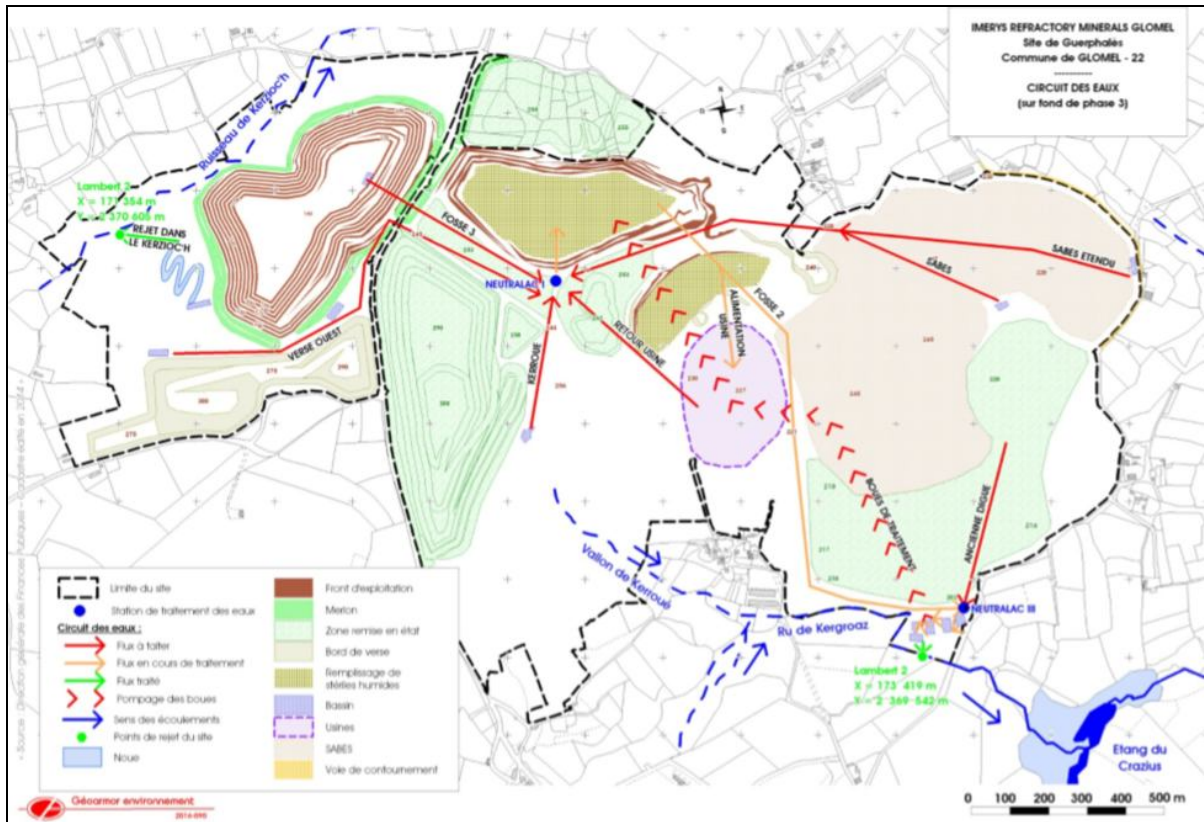 IMERYS REFRACTORY MINERALS GLOMEL
Site de Guerphalès
Commune de GLOMEL - 22
-----------
CIRCUIT DES EAUX
(sur fond de phase 3)
Ruisseau de Kerzioc'h
Lambert 2
X = 171 354 m
Y = 2 370 605 m
REJET DANS
LE KERZIOC'H
FOSSE 3
NEUTRALAC I
VERSE OUEST
KERROUE
RETOUR USINE
ALIMENTATION
USINE
FOSSE 2
SABES
SABES ETENDU
BOUES DE TRAITEMENT
ANCIENNE DIGUE
NEUTRALAC III
Vallon de Kerroué
Ru de Kergroaz
Lambert 2
X = 173 419 m
Y = 2 369 542 m
Etang du
Crazius
Limite du site
Station de traitement des eaux
Circuit des eaux :
Flux à taiter
Flux en cours de traitement
Flux traité
Pompage des boues
Sens des écoulements
Points de rejet du site
Noue
Front d'exploitation
Merlon
Zone remise en état
Bord de verse
Remplissage de
stériles humides
Bassin
Usines
SABES
Voie de contournement
Géoarmor environnement
0 100 200 300 400 500 m